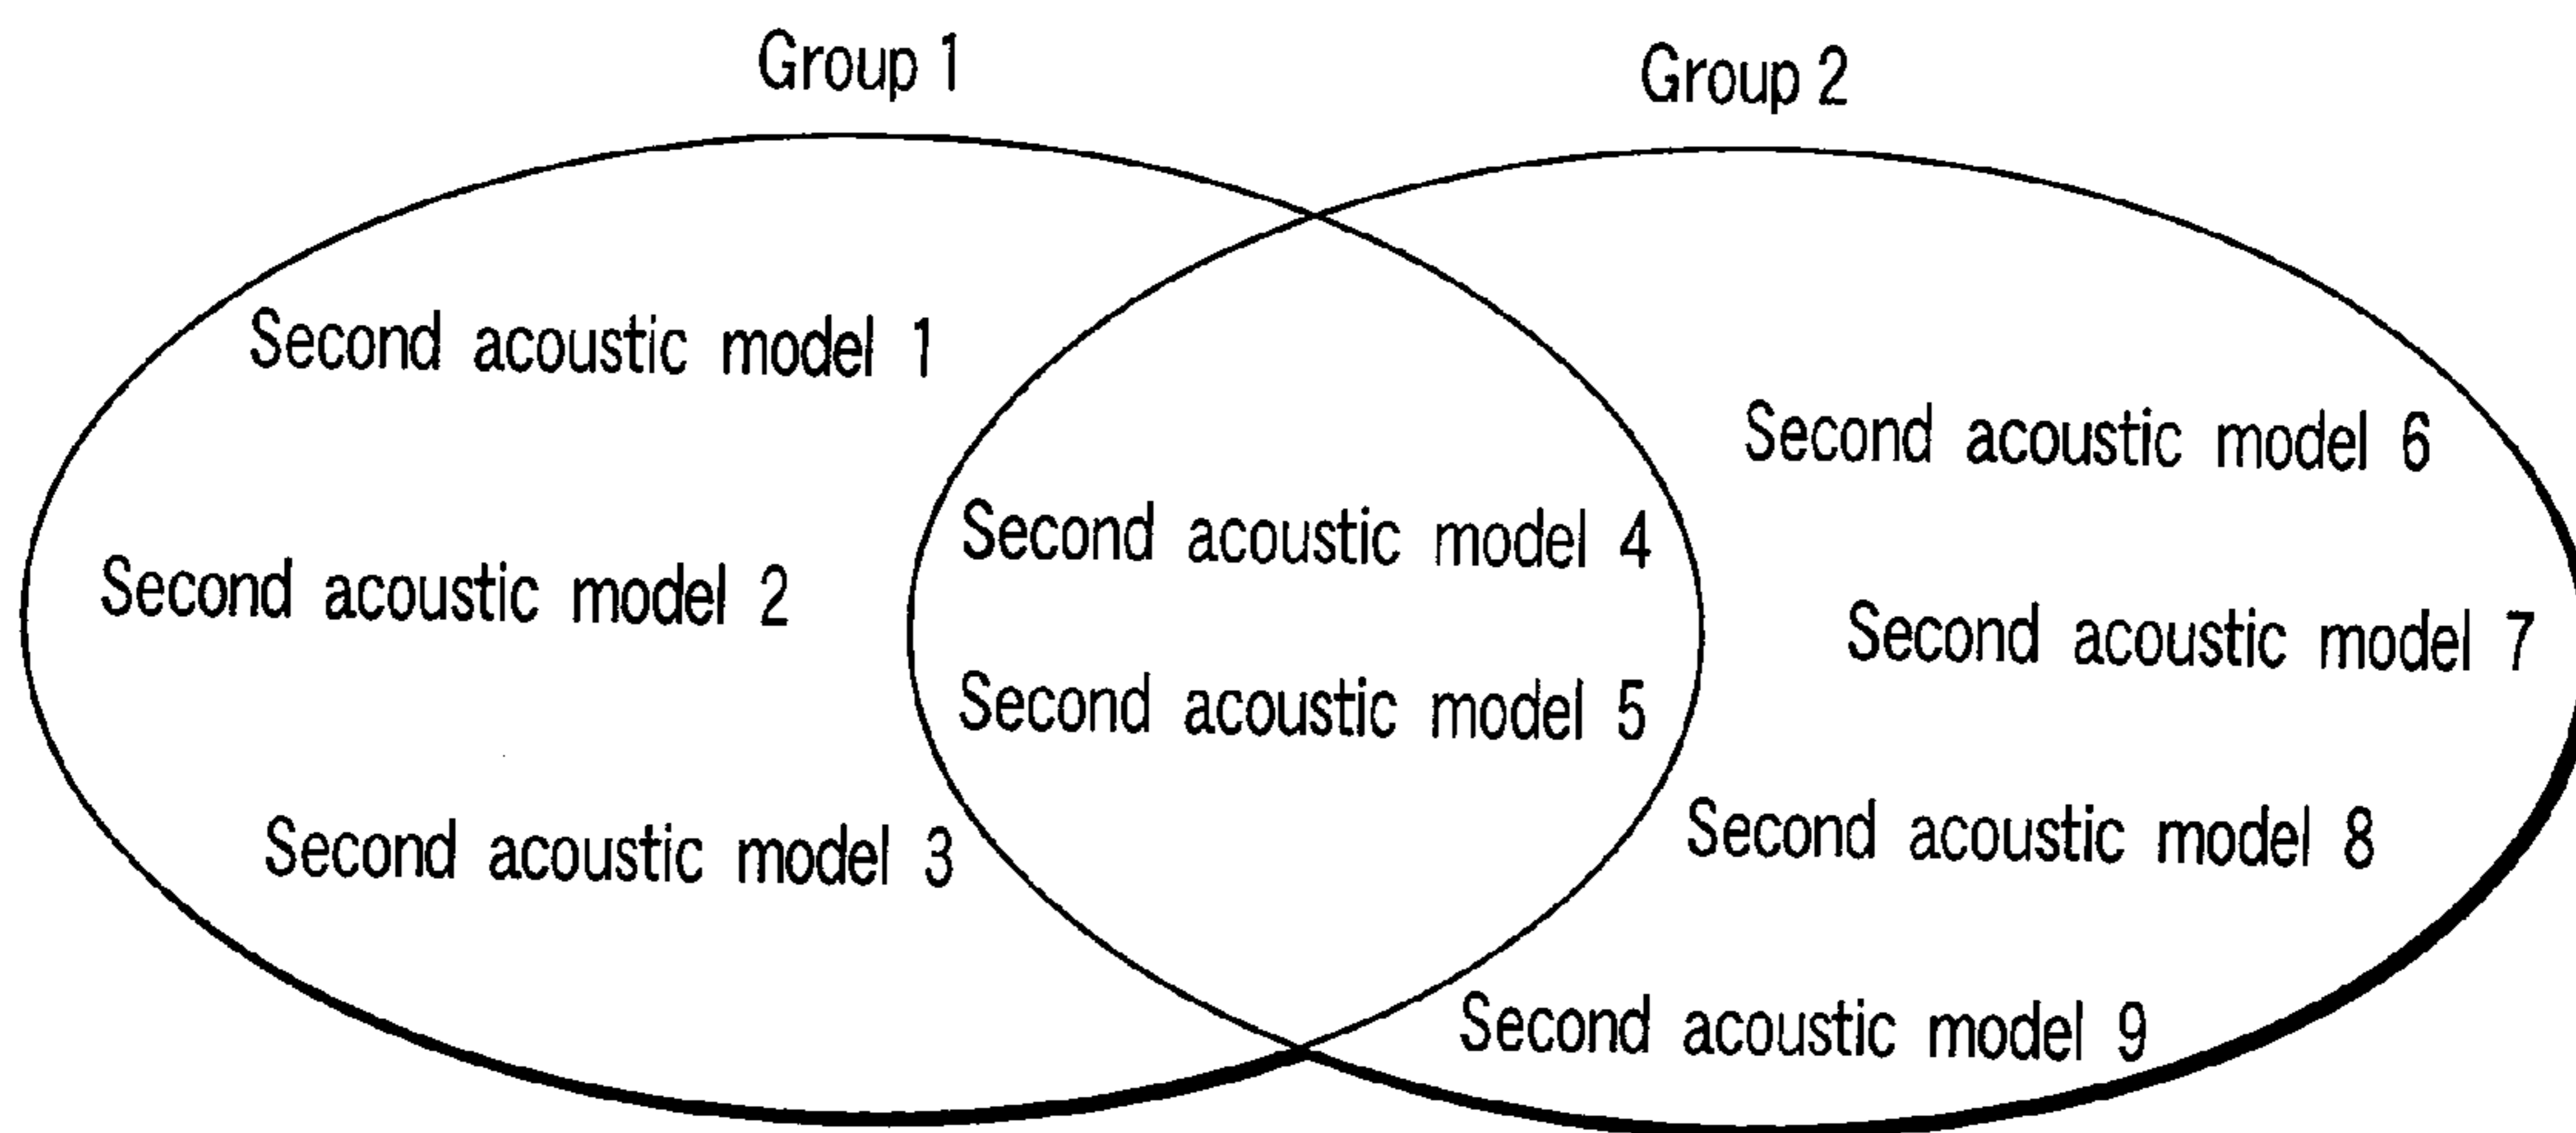 Group 1
Group 2
Second acoustic model 1
Second acoustic model 2
Second acoustic model 3
Second acoustic model 4
Second acoustic model 5
Second acoustic model 6
Second acoustic model 7
Second acoustic model 8
Second acoustic model 9